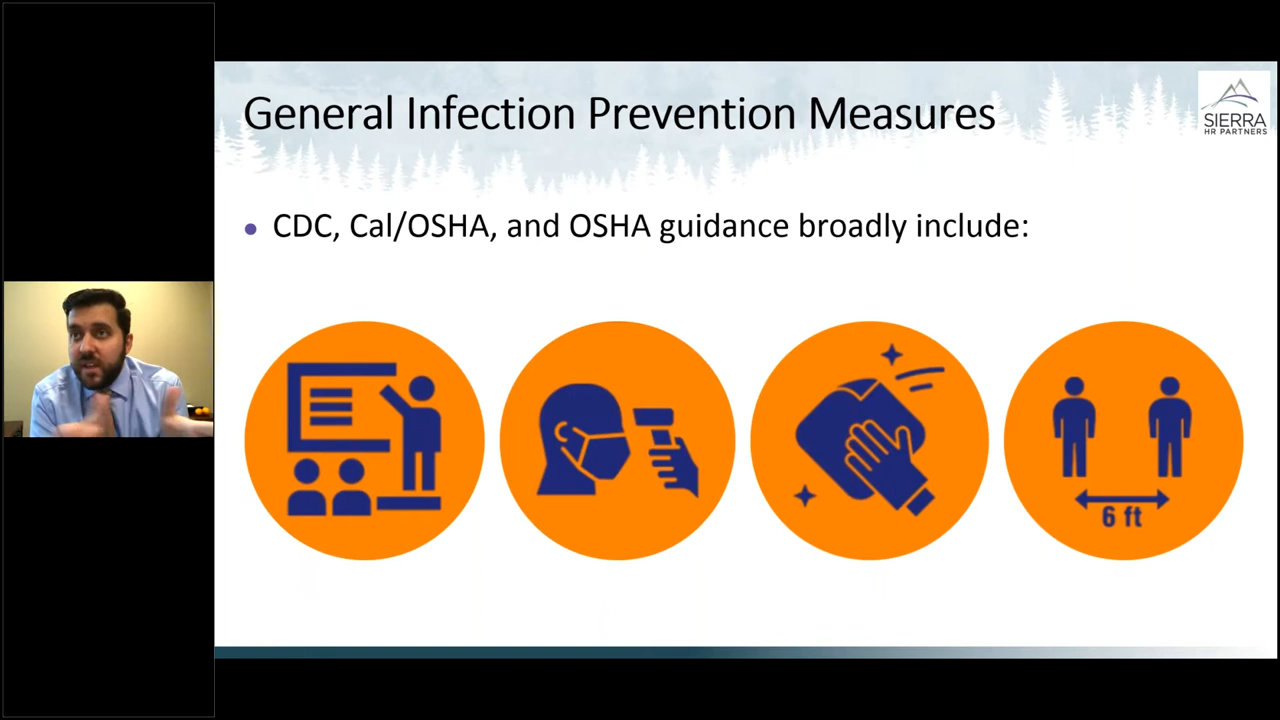 General Infection Prevention Measures
SIERRA
HR PARTNERS
• CDC, Cal/OSHA, and OSHA guidance broadly include:
6 ft